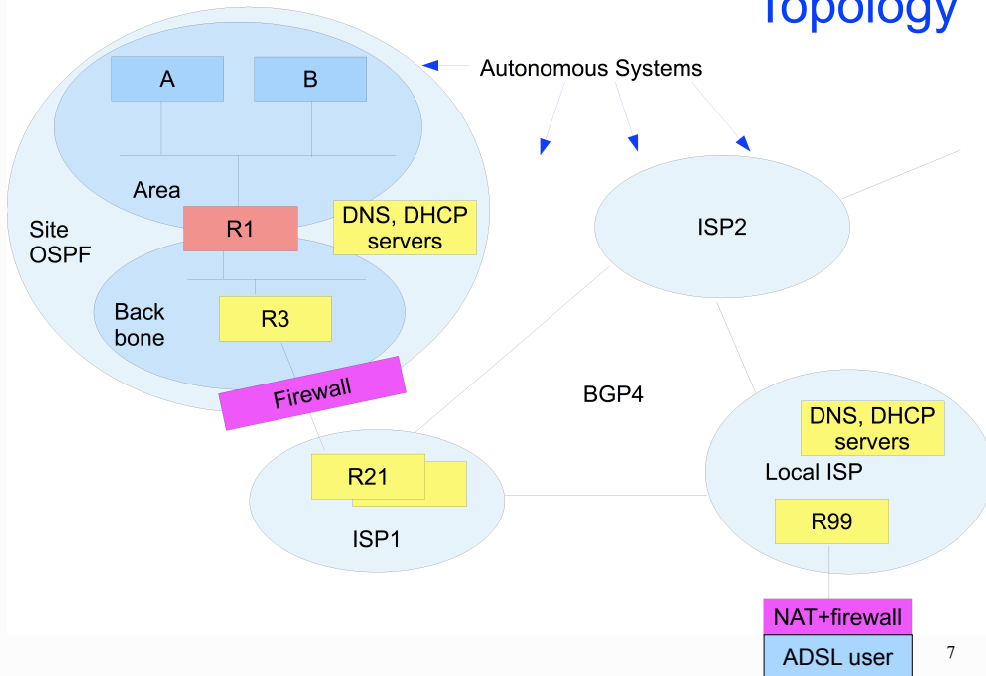 Topology
A
B
Autonomous Systems
Area
Site
OSPF
R1
DNS, DHCP
servers
ISP2
Back
bone
R3
Firewall
BGP4
DNS, DHCP
servers
Local ISP
R21
R99
ISP1
NAT+firewall
ADSL user
7